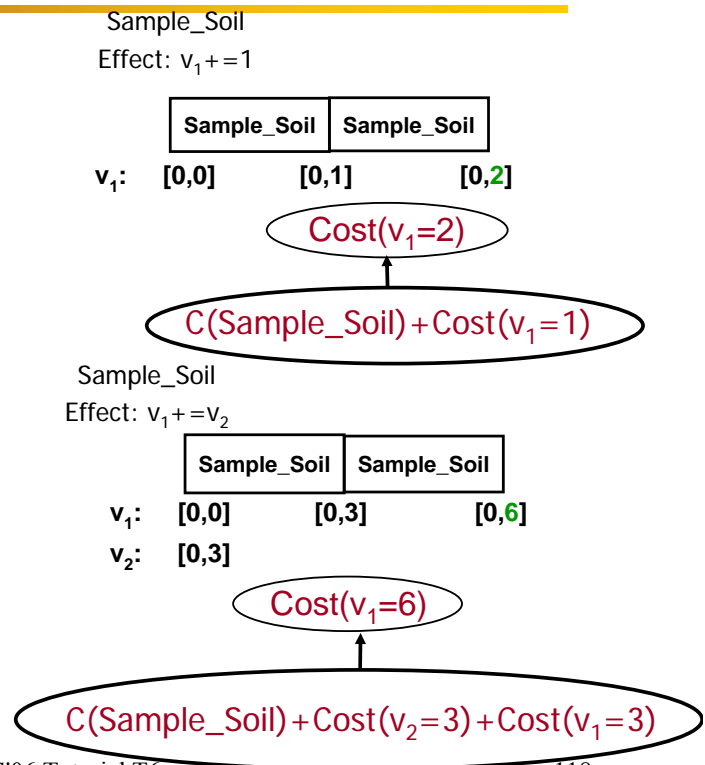 Sample_Soil
Effect: v₁+=1
Sample_Soil Sample_Soil
v₁: [0,0] [0,1] [0,2]
Cost(v₁=2)
C(Sample_Soil)+Cost(v₁=1)
Sample_Soil
Effect: v₁+=v₂
Sample_Soil Sample_Soil
v₁: [0,0] [0,3] [0,6]
v₂: [0,3]
Cost(v₁=6)
C(Sample_Soil)+Cost(v₂=3)+Cost(v₁=3)